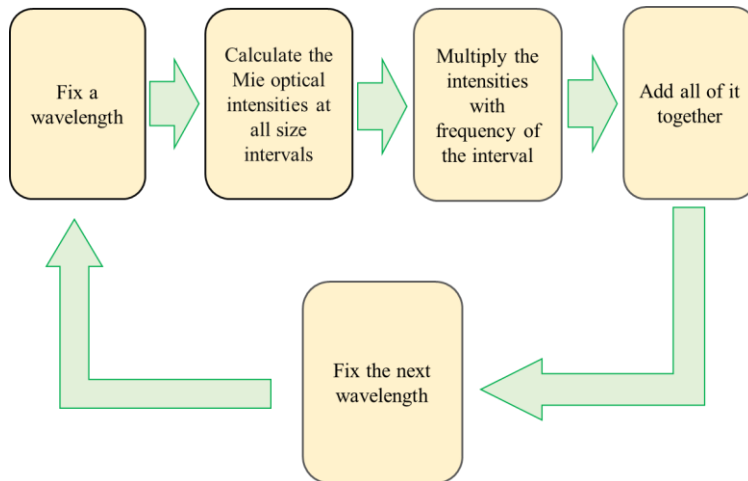 Fix a
wavelength
Calculate the
Mie optical
intensities at
all size
intervals
Multiply the
intensities
with
frequency of
the interval
Add all of it
together
Fix the next
wavelength